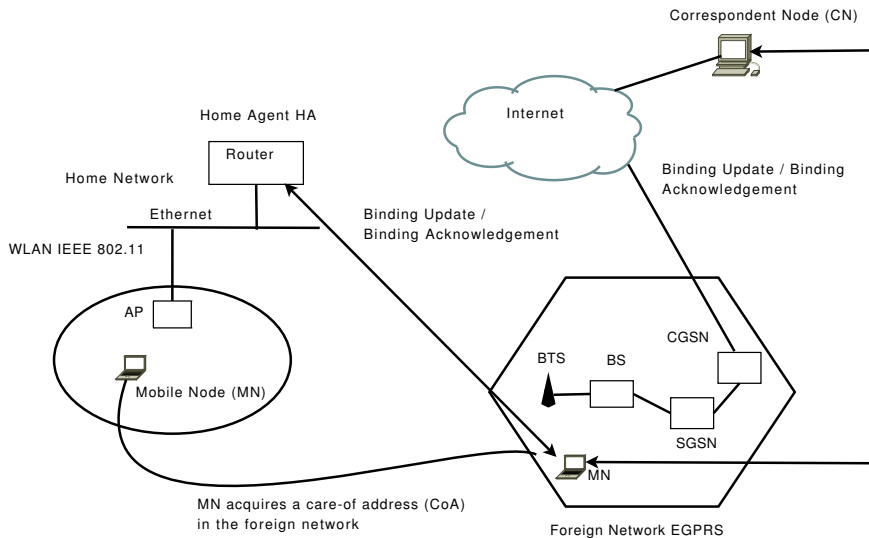 Correspondent Node (CN)
Internet
Home Agent HA
Router
Home Network
Ethernet
WLAN IEEE 802.11
Binding Update /
Binding Acknowledgement
Binding Update / Binding
Acknowledgement
AP
Mobile Node (MN)
CGSN
BTS
BS
SGSN
MN
MN acquires a care-of address (CoA)
in the foreign network
Foreign Network EGPRS